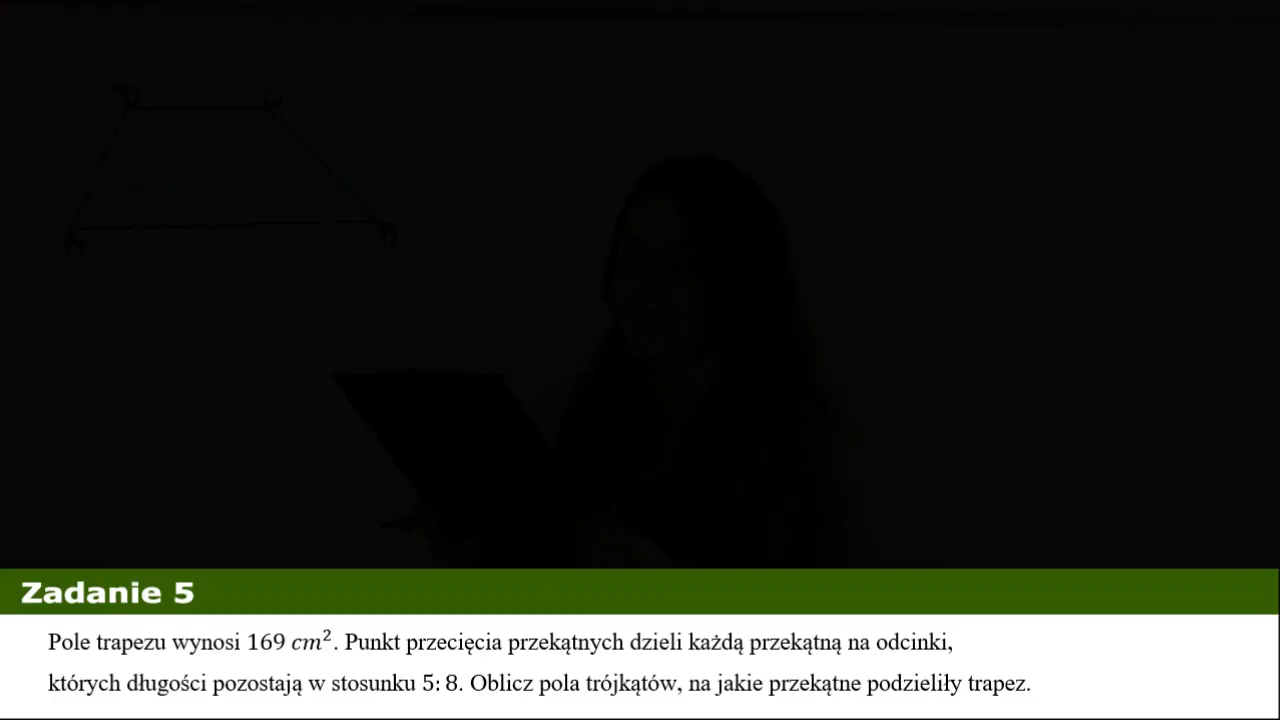 D C
A B
Zadanie 5
Pole trapezu wynosi 169 cm². Punkt przecięcia przekątnych dzieli każdą przekątną na odcinki,
których długości pozostają w stosunku 5: 8. Oblicz pola trójkątów, na jakie przekątne podzieliły trapez.